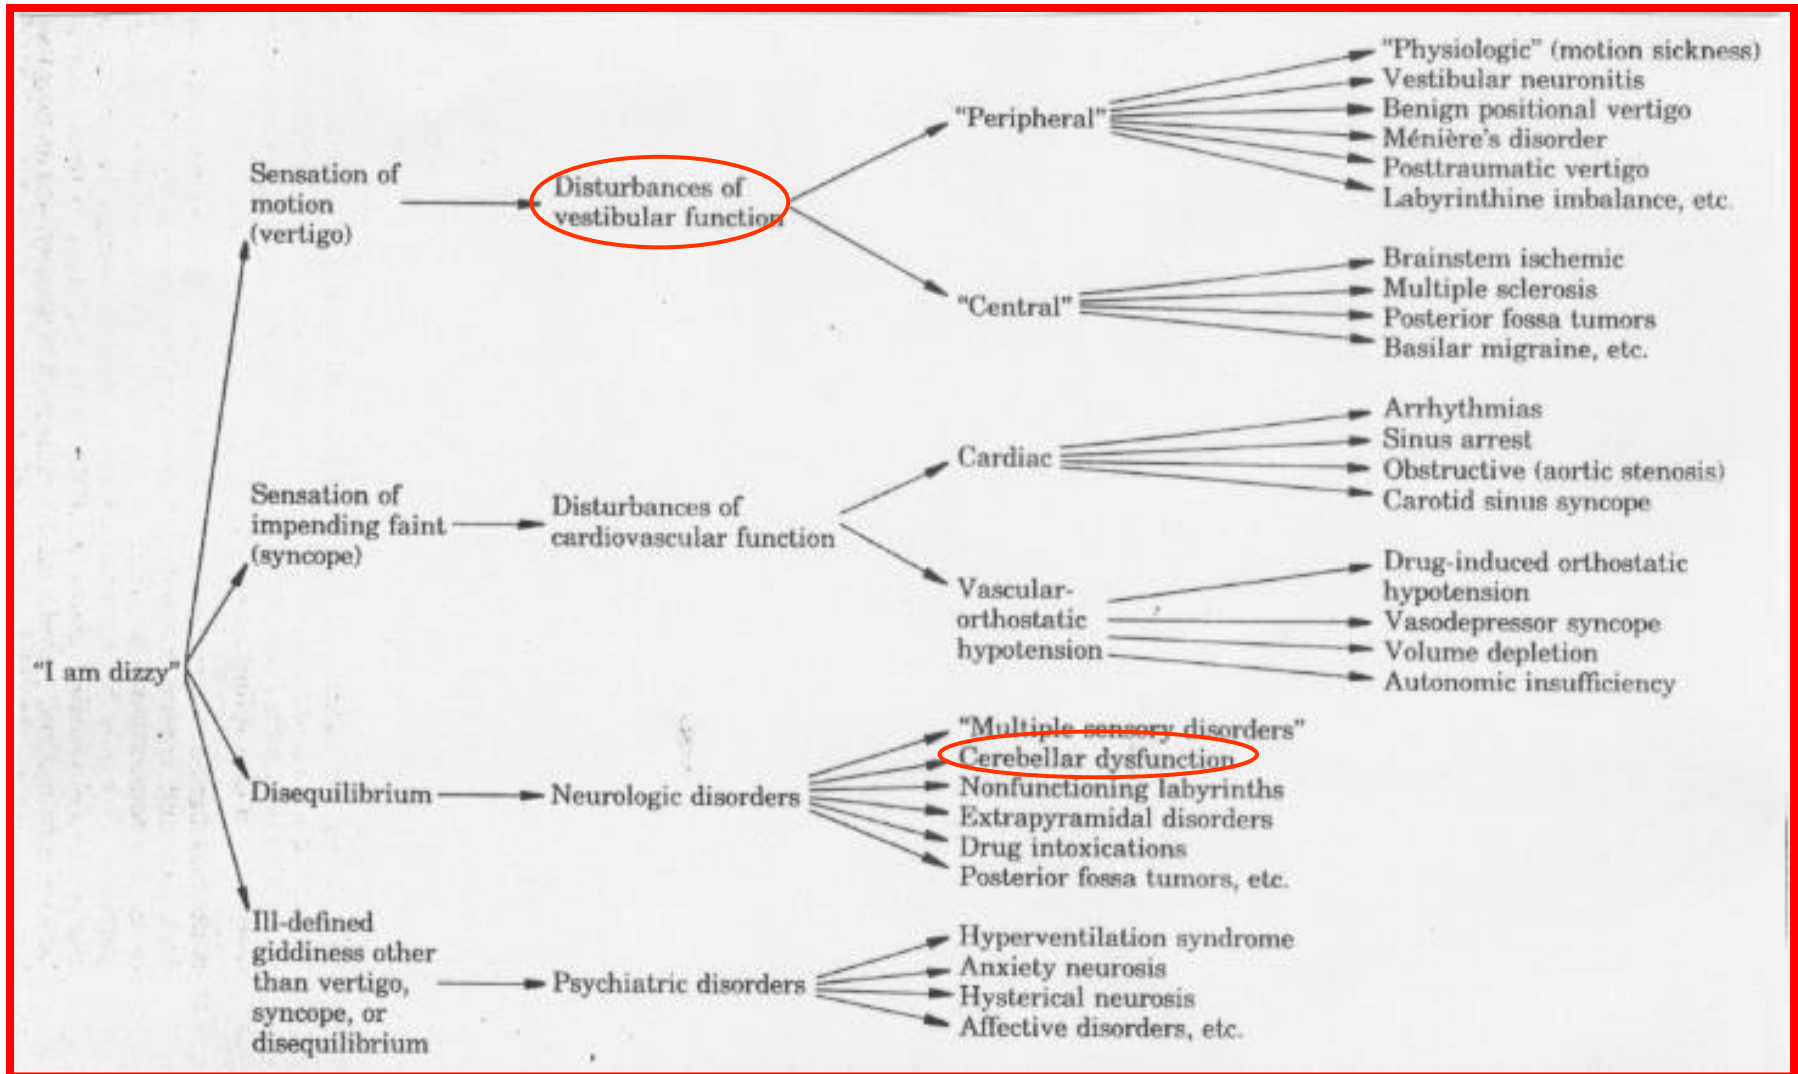 "Physiologic" (motion sickness)
Vestibular neuronitis
"Peripheral"
Benign positional vertigo
Ménière's disorder
Posttraumatic vertigo
Labyrinthine imbalance, etc.
Sensation of
motion
(vertigo)
Disturbances of
vestibular function
Brainstem ischemic
"Central"
Multiple sclerosis
Posterior fossa tumors
Basilar migraine, etc.
Arrhythmias
Cardiac
Sinus arrest
Obstructive (aortic stenosis)
Carotid sinus syncope
Sensation of
impending faint
(syncope)
Disturbances of
cardiovascular function
Vascular-
orthostatic
hypotension
Drug-induced orthostatic
hypotension
Vasodepressor syncope
Volume depletion
Autonomic insufficiency
"I am dizzy"
Disequilibrium
Neurologic disorders
"Multiple sensory disorders"
Cerebellar dysfunction
Nonfunctioning labyrinths
Extrapyramidal disorders
Drug intoxications
Posterior fossa tumors, etc.
Ill-defined
giddiness other
than vertigo,
syncope, or
disequilibrium
Psychiatric disorders
Hyperventilation syndrome
Anxiety neurosis
Hysterical neurosis
Affective disorders, etc.